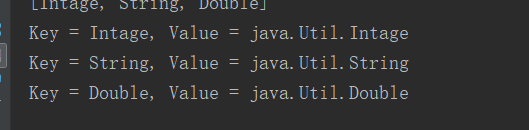 [Intage, String, Double]
Key = Intage, Value = java.Util.Intage
Key = String, Value = java.Util.String
Key = Double, Value = java.Util.Double